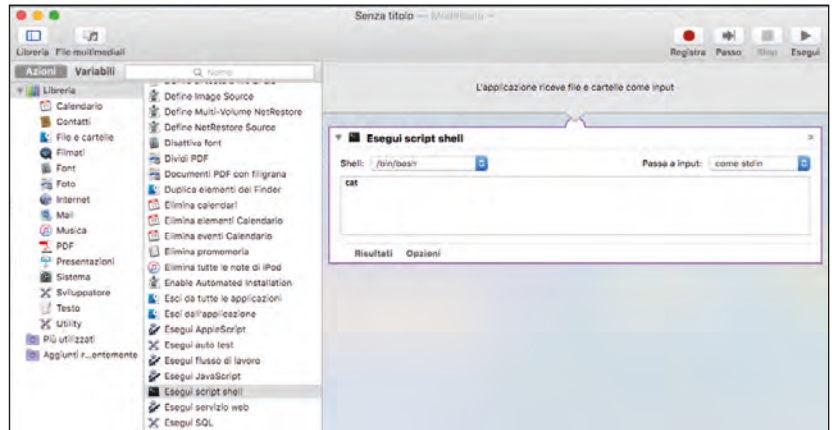 Senza titolo — Modificato
Libreria File multimediali
Registra Passo Stop Esegui
Azioni Variabili
Nome
Libreria
Calendario
Contatti
File e cartelle
Filmati
Font
Foto
Internet
Mail
Musica
PDF
Presentazioni
Sistema
Sviluppatore
Testo
Utility
Più utilizzati
Aggiunti r...entemente
Define Image Source
Define Multi-Volume NetRestore
Define NetRestore Source
Disattiva font
Dividi PDF
Documenti PDF con filigrana
Duplica elementi del Finder
Elimina calendari
Elimina elementi Calendario
Elimina eventi Calendario
Elimina promemoria
Elimina tutte le note di iPod
Enable Automated Installation
Esci da tutte le applicazioni
Esci dall'applicazione
Esegui AppleScript
Esegui auto test
Esegui flusso di lavoro
Esegui JavaScript
Esegui script shell
Esegui servizio web
Esegui SQL
L'applicazione riceve file e cartelle come input
Esegui script shell
Shell: /bin/bash
Passa a input: come stdin
cat
Risultati Opzioni